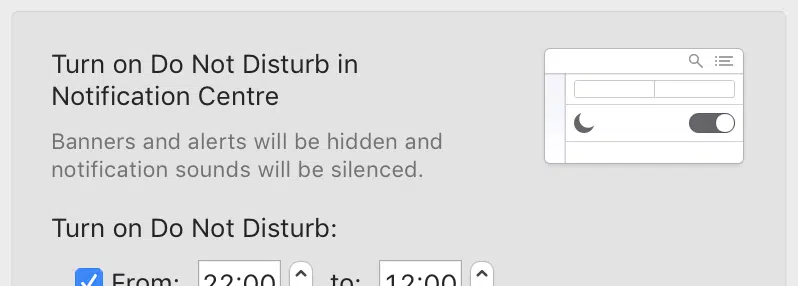 Turn on Do Not Disturb in
Notification Centre
Banners and alerts will be hidden and
notification sounds will be silenced.
Turn on Do Not Disturb:
From: 22:00 to: 12:00